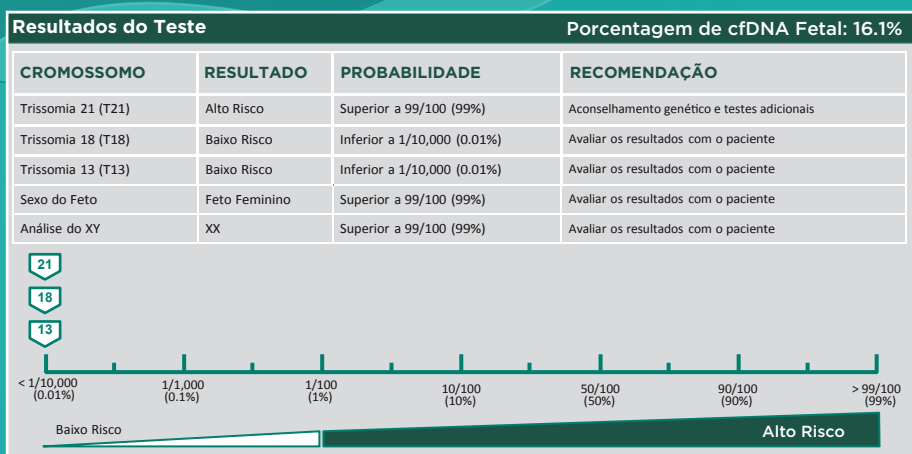 Resultados do Teste Porcentagem de cfDNA Fetal: 16.1%
CROMOSSOMO RESULTADO PROBABILIDADE RECOMENDAÇÃO
Trissomia 21 (T21) Alto Risco Superior a 99/100 (99%) Aconselhamento genético e testes adicionais
Trissomia 18 (T18) Baixo Risco Inferior a 1/10,000 (0.01%) Avaliar os resultados com o paciente
Trissomia 13 (T13) Baixo Risco Inferior a 1/10,000 (0.01%) Avaliar os resultados com o paciente
Sexo do Feto Feto Feminino Superior a 99/100 (99%) Avaliar os resultados com o paciente
Análise do XY XX Superior a 99/100 (99%) Avaliar os resultados com o paciente
21
18
13
< 1/10,000 1/1,000 1/100 10/100 50/100 90/100 > 99/100
(0.01%) (0.1%) (1%) (10%) (50%) (90%) (99%)
Baixo Risco Alto Risco